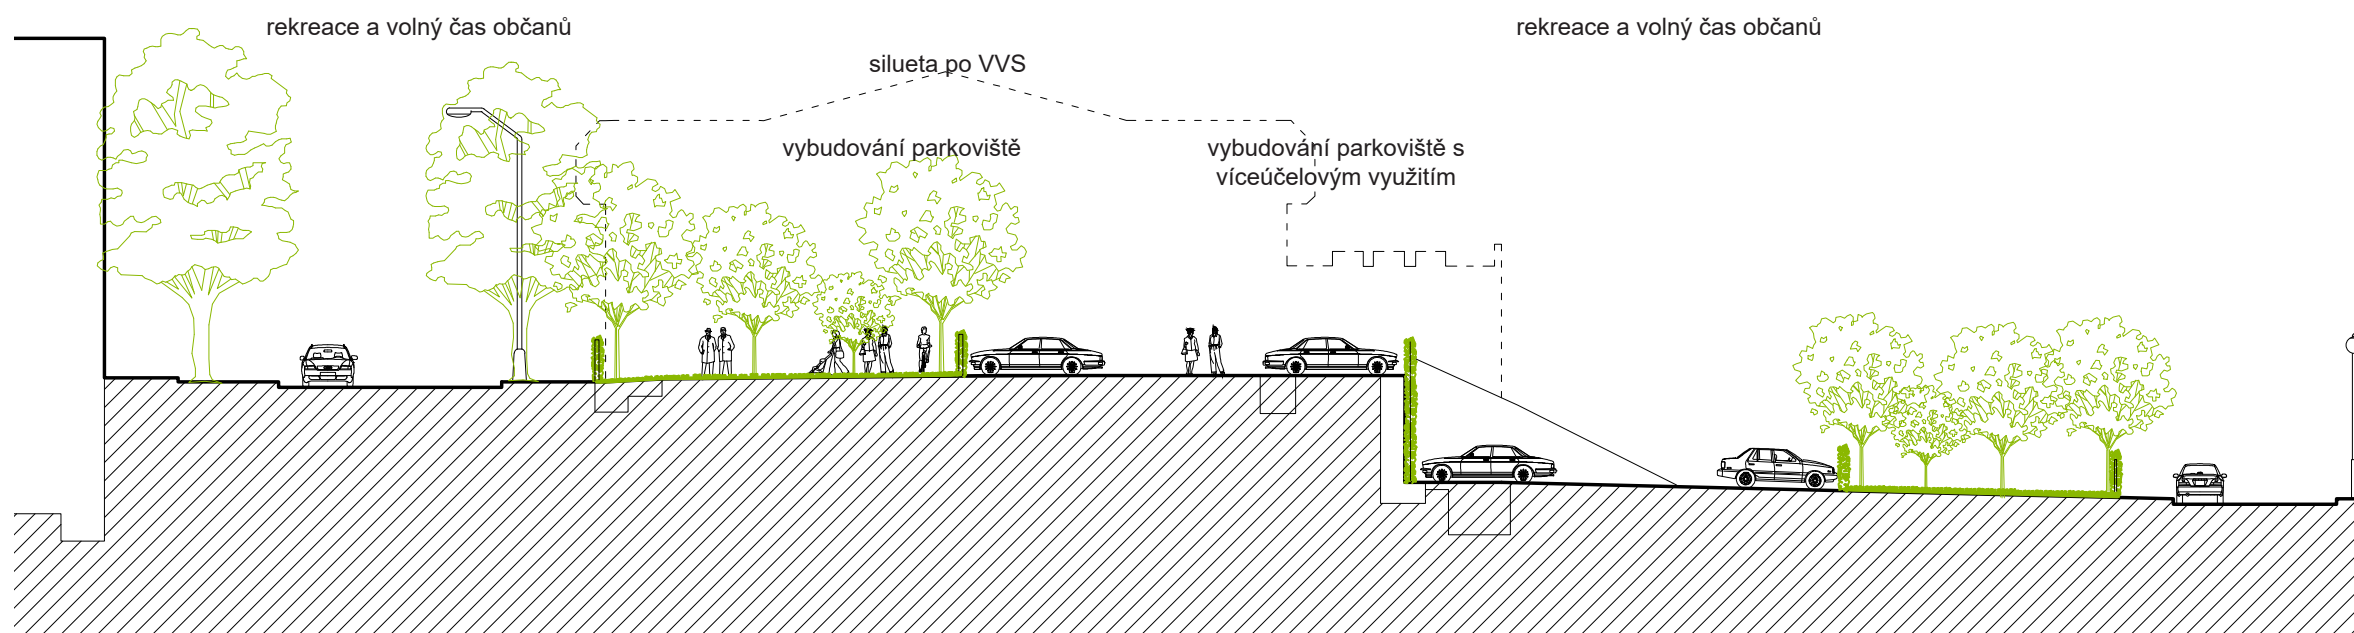 rekreace a volný čas občanů
rekreace a volný čas občanů
silueta po VVS
vybudování parkoviště
vybudování parkoviště s
víceúčelovým využitím